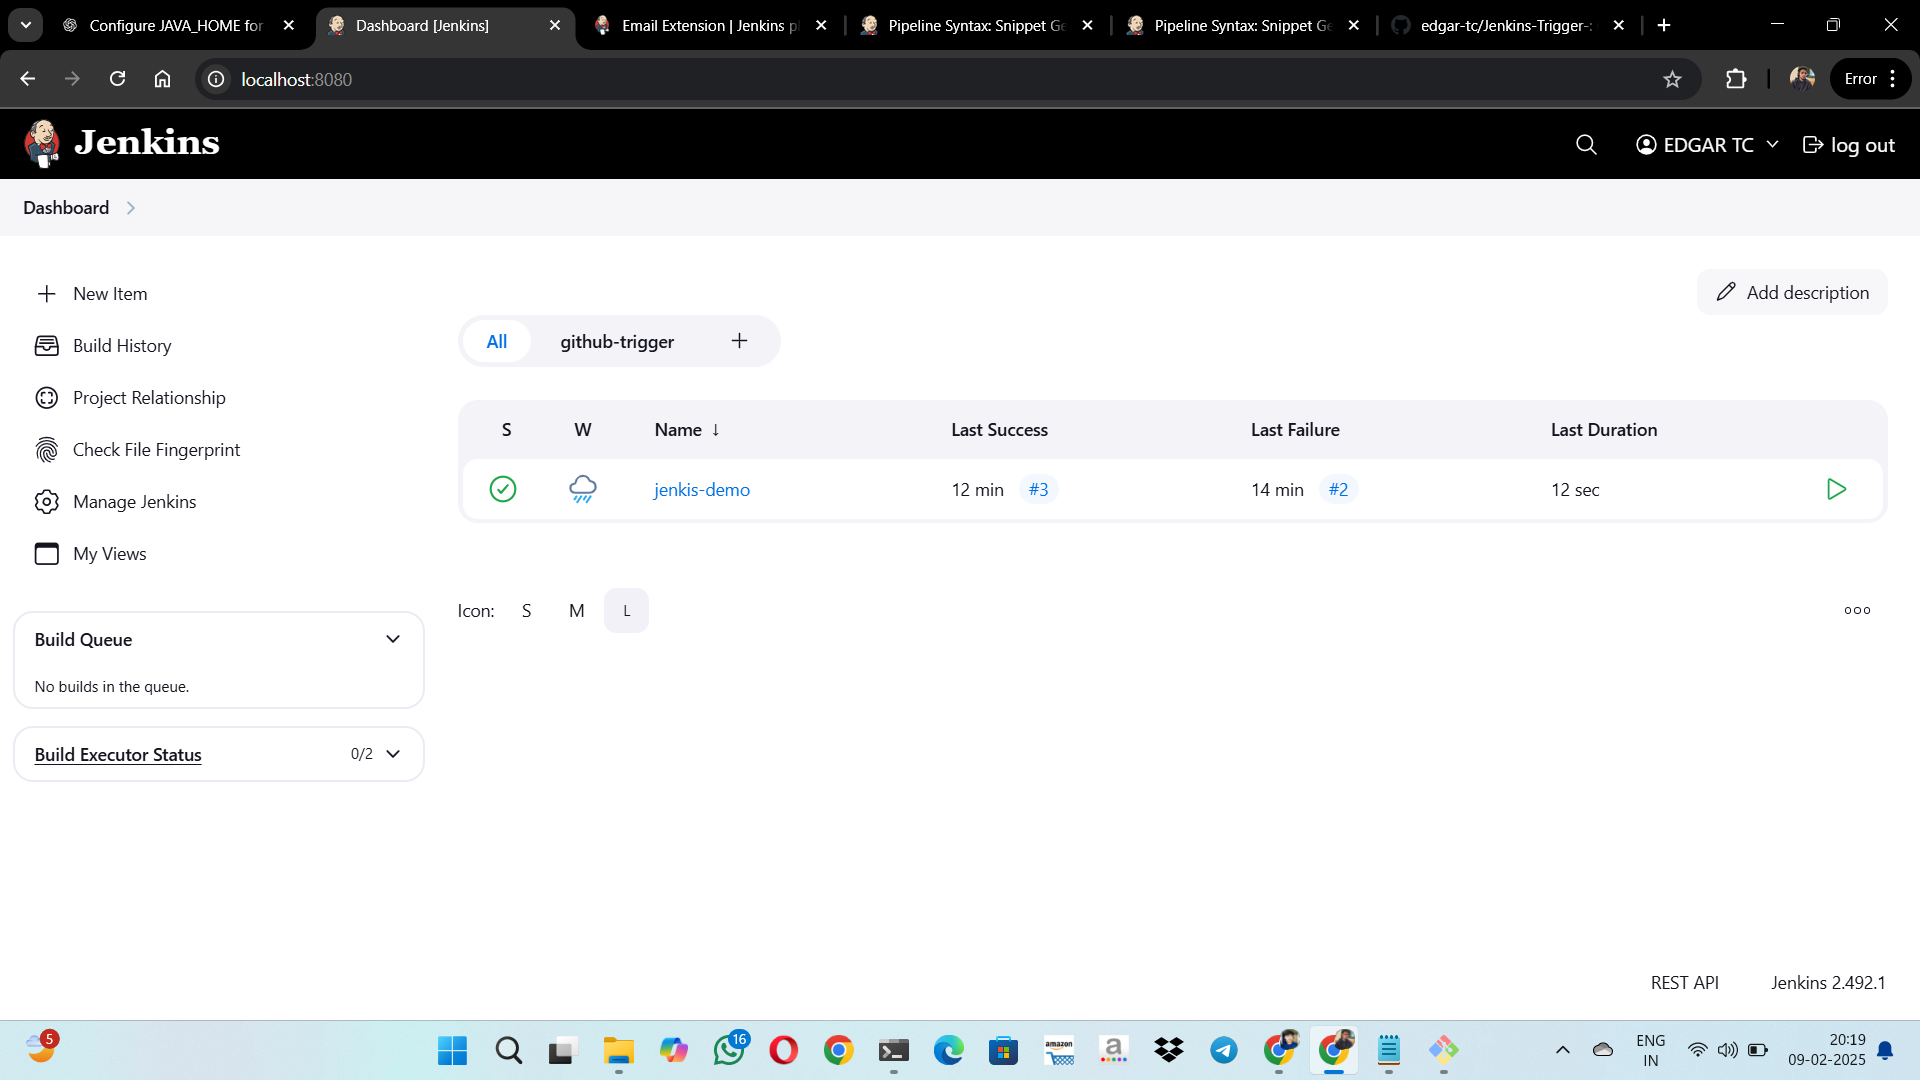 Configure JAVA_HOME for
Dashboard [Jenkins]
Email Extension | Jenkins pl
Pipeline Syntax: Snippet Ge
Pipeline Syntax: Snippet Ge
edgar-tc/Jenkins-Trigger-
localhost:8080
Error
Jenkins
EDGAR TC
log out
Dashboard
New Item
Build History
Project Relationship
Check File Fingerprint
Manage Jenkins
My Views
Build Queue
No builds in the queue.
Build Executor Status 0/2
Add description
All github-trigger
S W Name ↓ Last Success Last Failure Last Duration
jenkis-demo 12 min #3 14 min #2 12 sec
Icon: S M L
REST API Jenkins 2.492.1
5
16
amazon
a
ENG
IN
20:19
09-02-2025